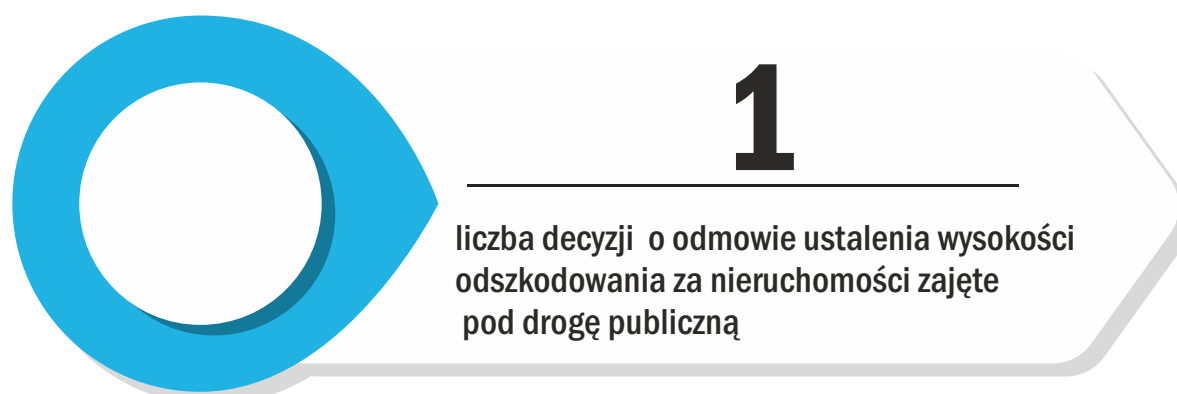 1
liczba decyzji o odmowie ustalenia wysokości
odszkodowania za nieruchomości zajęte
pod drogę publiczną